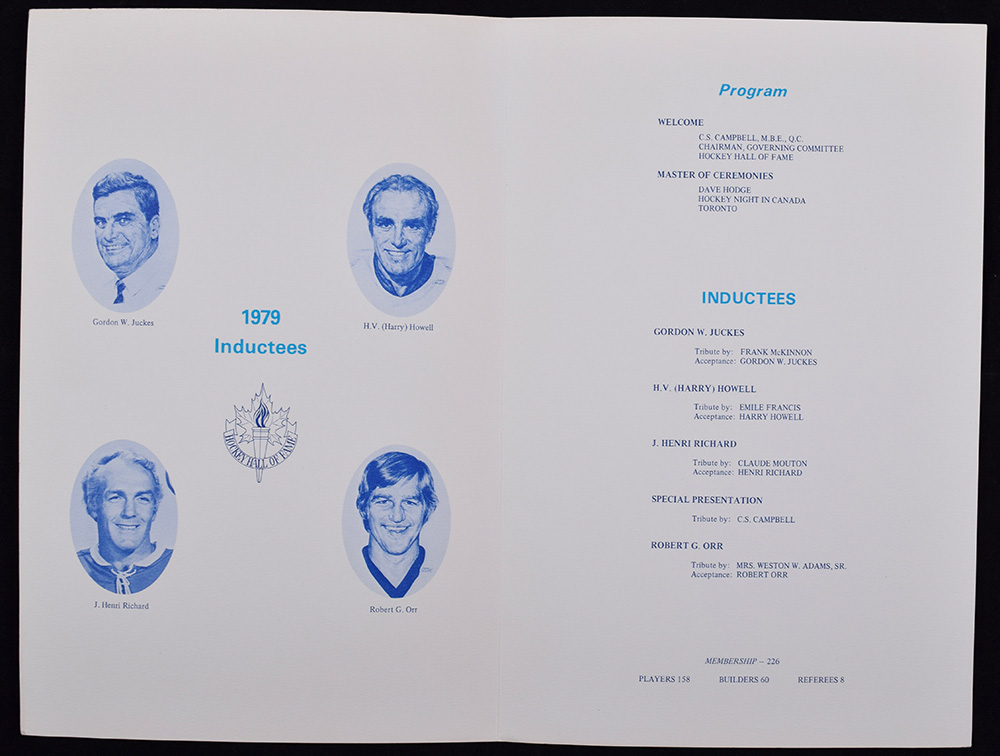 Gordon W. Juckes
H.V. (Harry) Howell
1979
Inductees
HOCKEY HALL OF FAME
J. Henri Richard
Robert G. Orr
Program
WELCOME
C.S. CAMPBELL, M.B.E., Q.C.
CHAIRMAN, GOVERNING COMMITTEE
HOCKEY HALL OF FAME
MASTER OF CEREMONIES
DAVE HODGE
HOCKEY NIGHT IN CANADA
TORONTO
INDUCTEES
GORDON W. JUCKES
Tribute by: FRANK McKINNON
Acceptance: GORDON W. JUCKES
H.V. (HARRY) HOWELL
Tribute by: EMILE FRANCIS
Acceptance: HARRY HOWELL
J. HENRI RICHARD
Tribute by: CLAUDE MOUTON
Acceptance: HENRI RICHARD
SPECIAL PRESENTATION
Tribute by: C.S. CAMPBELL
ROBERT G. ORR
Tribute by: MRS. WESTON W. ADAMS, SR.
Acceptance: ROBERT ORR
MEMBERSHIP – 226
PLAYERS 158 BUILDERS 60 REFEREES 8